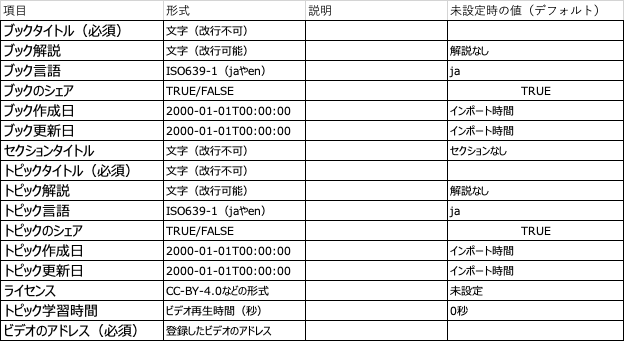 項目 形式 説明 未設定時の値（デフォルト）
ブックタイトル（必須） 文字（改行不可）
ブック解説 文字（改行可能） 解説なし
ブック言語 ISO639-1（jaやen） ja
ブックのシェア TRUE/FALSE TRUE
ブック作成日 2000-01-01T00:00:00 インポート時間
ブック更新日 2000-01-01T00:00:00 インポート時間
セクションタイトル 文字（改行不可） セクションなし
トピックタイトル（必須） 文字（改行不可）
トピック解説 文字（改行可能） 解説なし
トピック言語 ISO639-1（jaやen） ja
トピックのシェア TRUE/FALSE TRUE
トピック作成日 2000-01-01T00:00:00 インポート時間
トピック更新日 2000-01-01T00:00:00 インポート時間
ライセンス CC-BY-4.0などの形式 未設定
トピック学習時間 ビデオ再生時間（秒） 0秒
ビデオのアドレス（必須） 登録したビデオのアドレス